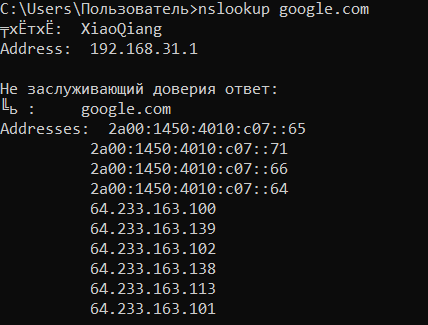 C:\Users\Пользователь>nslookup google.com
╤хЁтхЁ:  XiaoQiang
Address:  192.168.31.1

Не заслуживающий доверия ответ:
╚ь :     google.com
Addresses:  2a00:1450:4010:c07::65
          2a00:1450:4010:c07::71
          2a00:1450:4010:c07::66
          2a00:1450:4010:c07::64
          64.233.163.100
          64.233.163.139
          64.233.163.102
          64.233.163.138
          64.233.163.113
          64.233.163.101